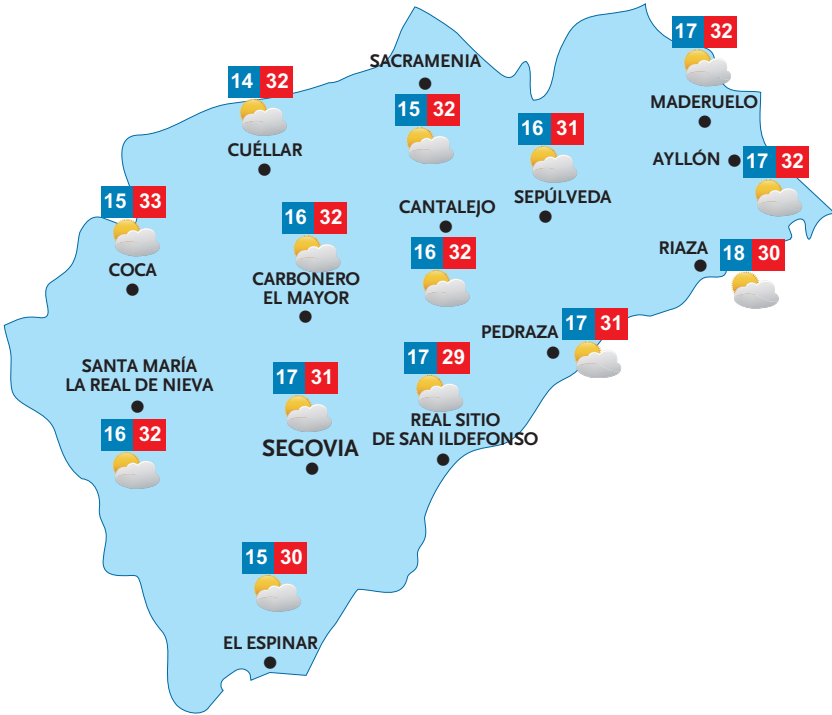 17 32
MADERUELO
SACRAMENIA
15 32
14 32
CUÉLLAR
16 31
SEPÚLVEDA
AYLLÓN
17 32
15 33
COCA
16 32
CARBONERO
EL MAYOR
CANTALEJO
16 32
RIAZA
18 30
PEDRAZA
17 31
SANTA MARÍA
LA REAL DE NIEVA
16 32
17 31
SEGOVIA
17 29
REAL SITIO
DE SAN ILDEFONSO
15 30
EL ESPINAR